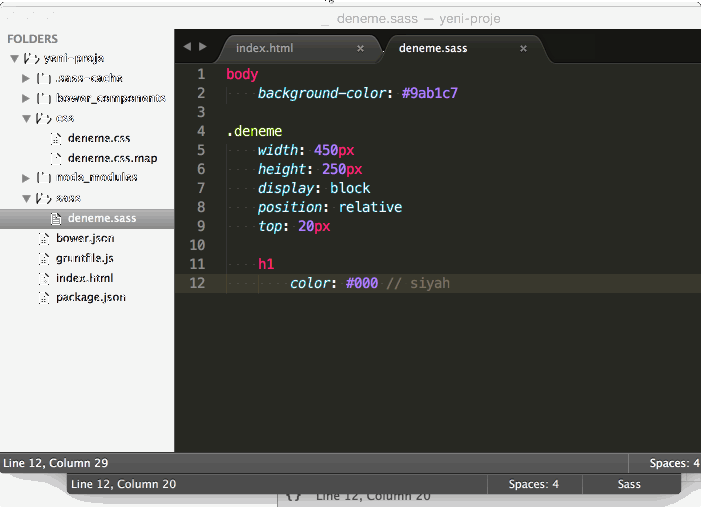 _ deneme.sass — yeni-proje
FOLDERS
yeni-proje
.sass-cache
bower_components
css
deneme.css
deneme.css.map
node_modules
sass
deneme.sass
bower.json
gruntfile.js
index.html
package.json
index.html × deneme.sass ×
1 body
2 background-color: #9ab1c7
3
4 .deneme
5 width: 450px
6 height: 250px
7 display: block
8 position: relative
9 top: 20px
10
11 h1
12 color: #000 // siyah
Line 12, Column 29 Spaces: 4
Line 12, Column 20 Spaces: 4 Sass
{} Line 12, Column 20